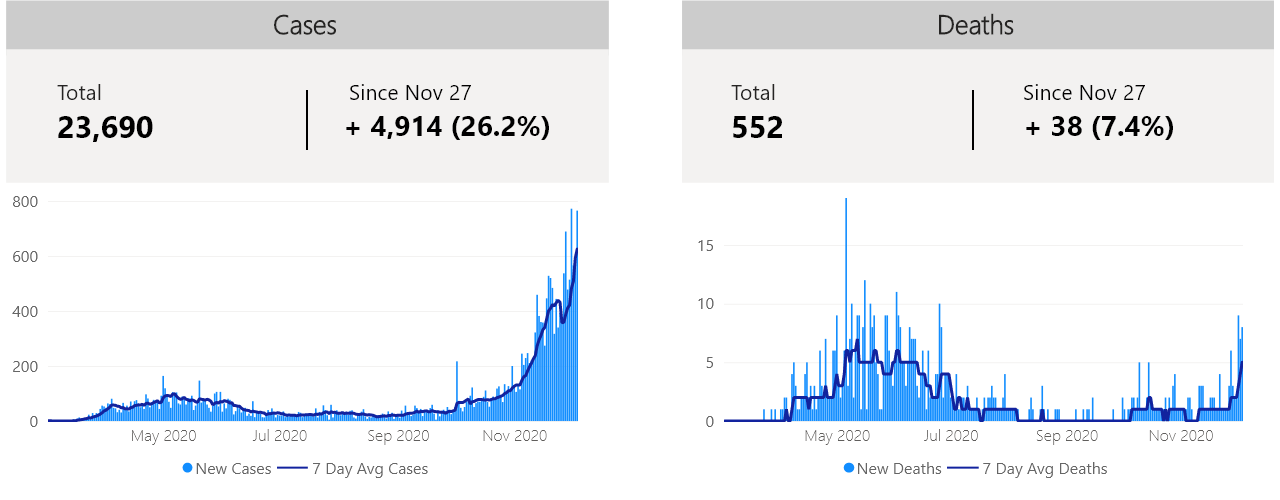 Cases
Total
Since Nov 27
23,690
+ 4,914 (26.2%)
800
600
400
200
0
May 2020
Jul 2020
Sep 2020
Nov 2020
New Cases
7 Day Avg Cases
Deaths
Total
Since Nov 27
552
+ 38 (7.4%)
15
10
5
0
May 2020
Jul 2020
Sep 2020
Nov 2020
New Deaths
7 Day Avg Deaths